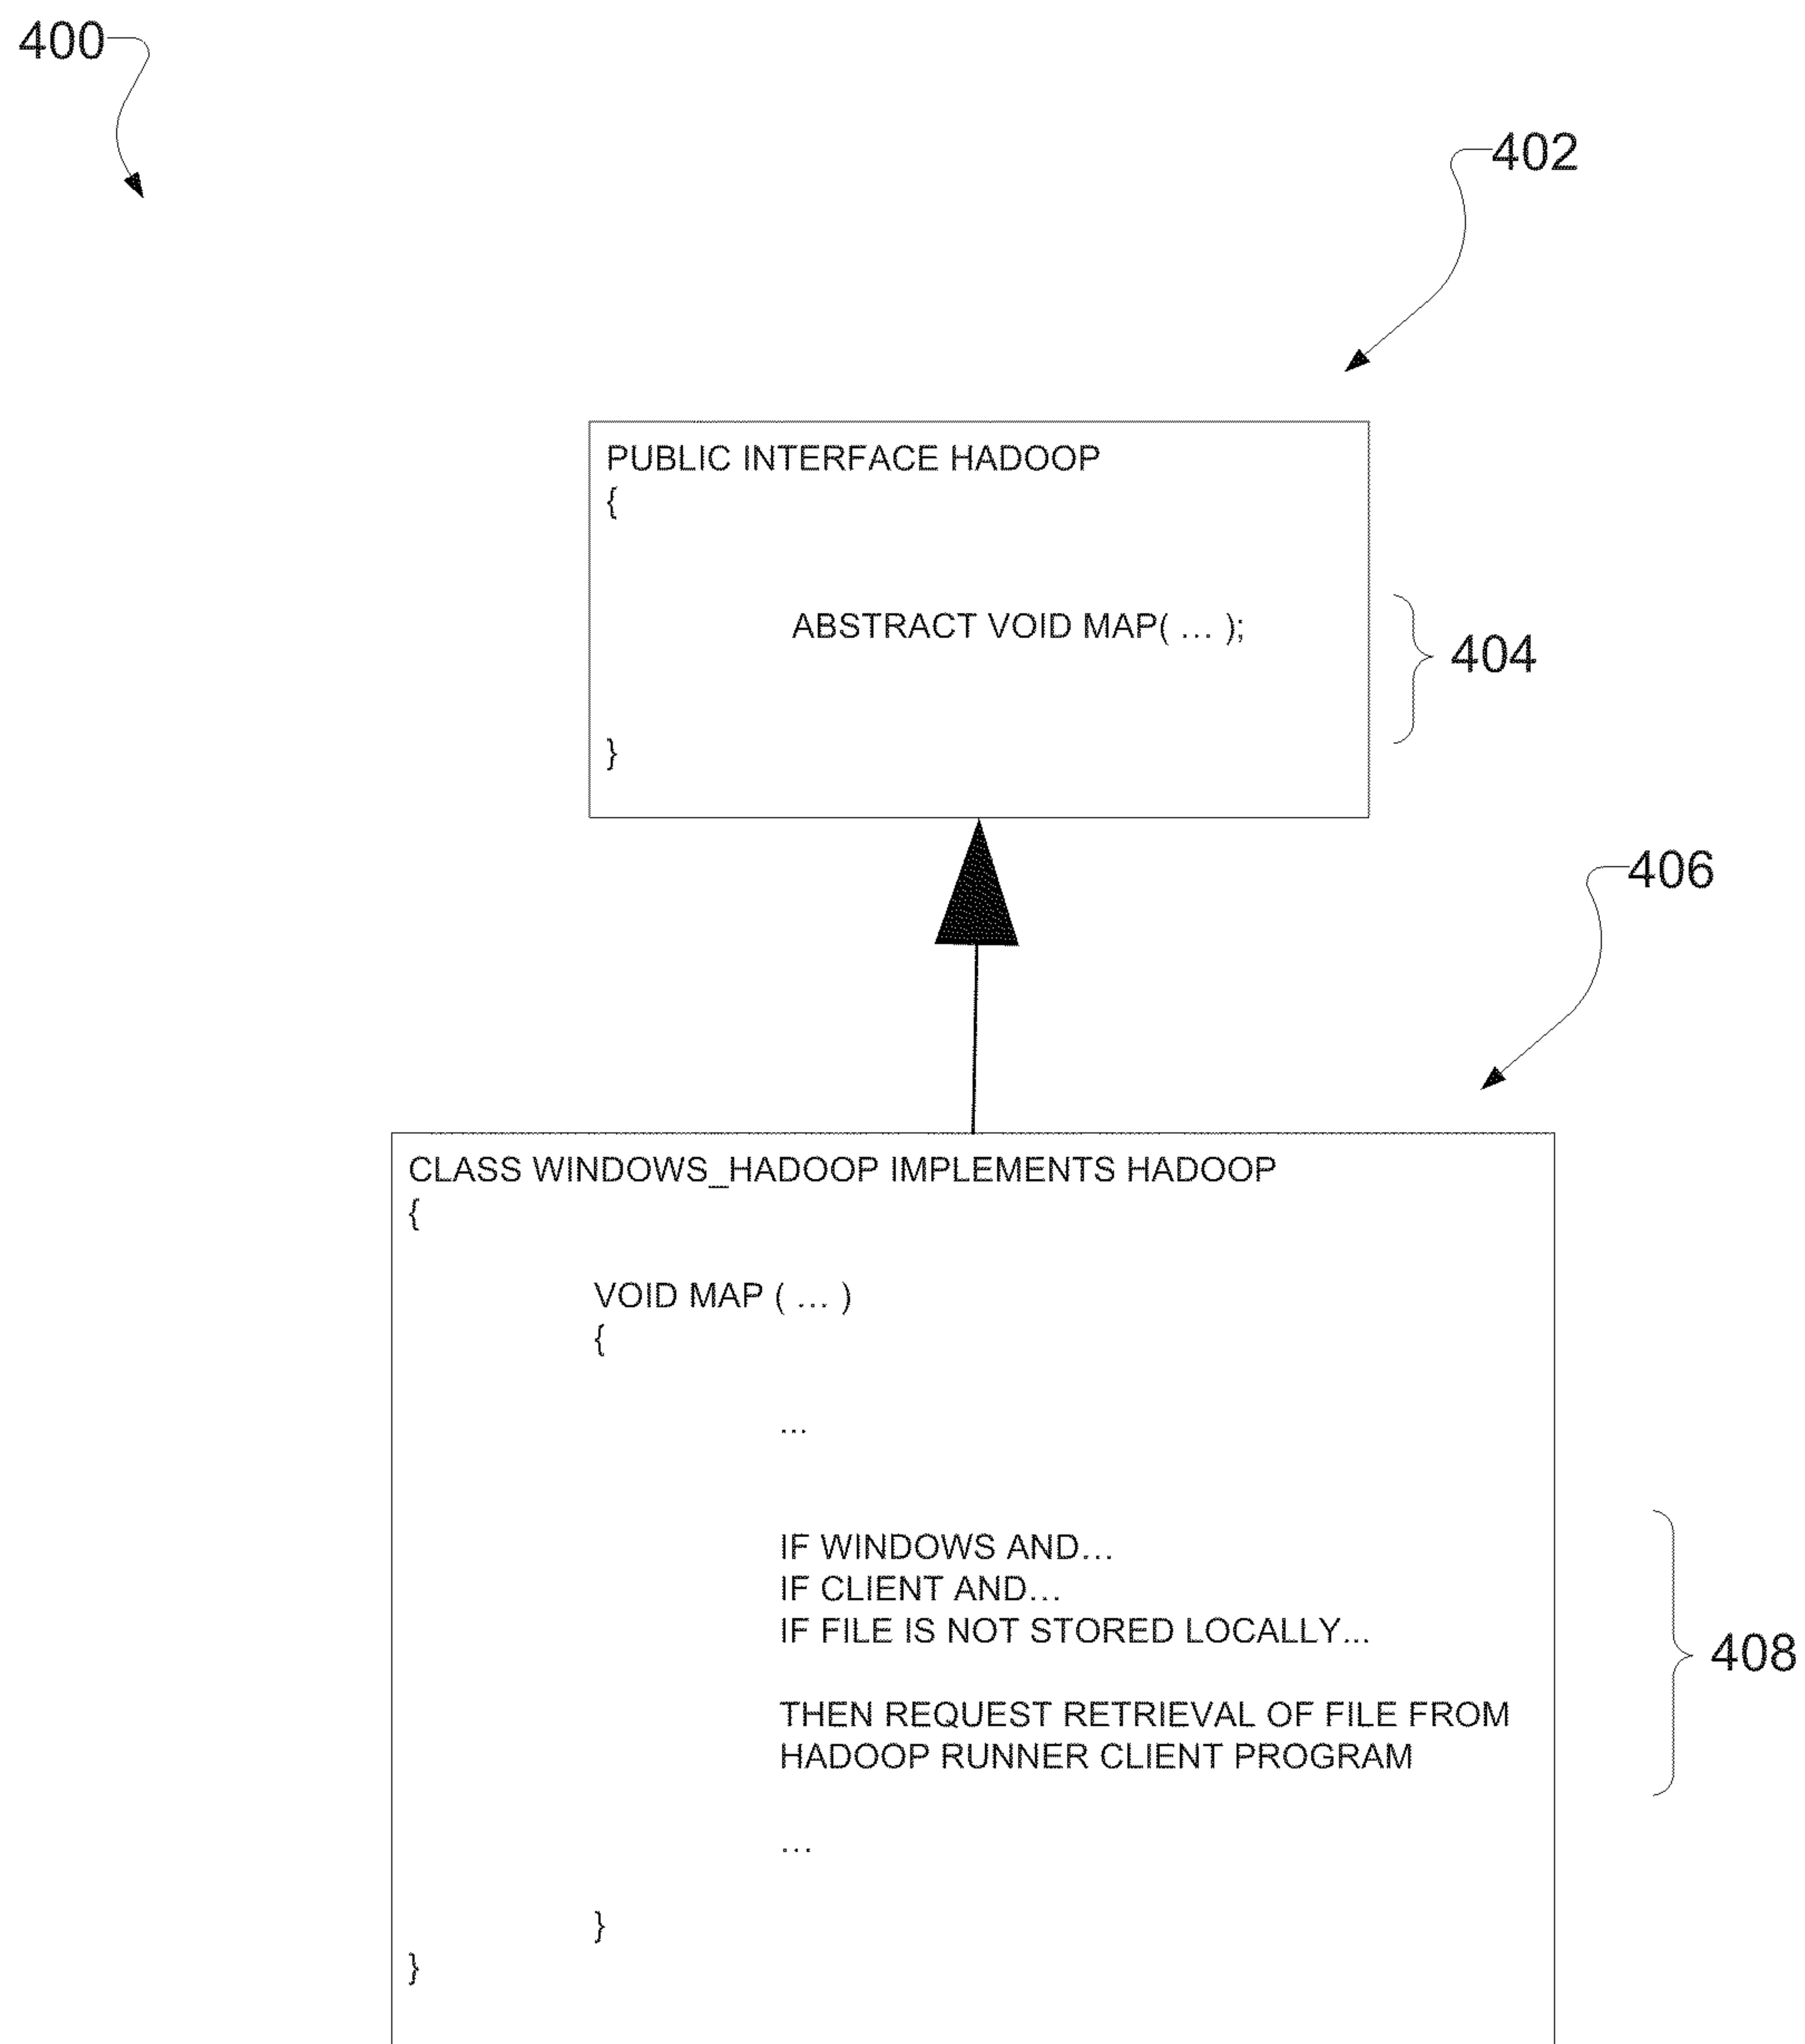 400
402
PUBLIC INTERFACE HADOOP
{
ABSTRACT VOID MAP( ... );
404
}
406
CLASS WINDOWS_HADOOP IMPLEMENTS HADOOP
{
VOID MAP ( ... )
{
...
IF WINDOWS AND...
IF CLIENT AND...
IF FILE IS NOT STORED LOCALLY...
408
THEN REQUEST RETRIEVAL OF FILE FROM
HADOOP RUNNER CLIENT PROGRAM
...
}
}